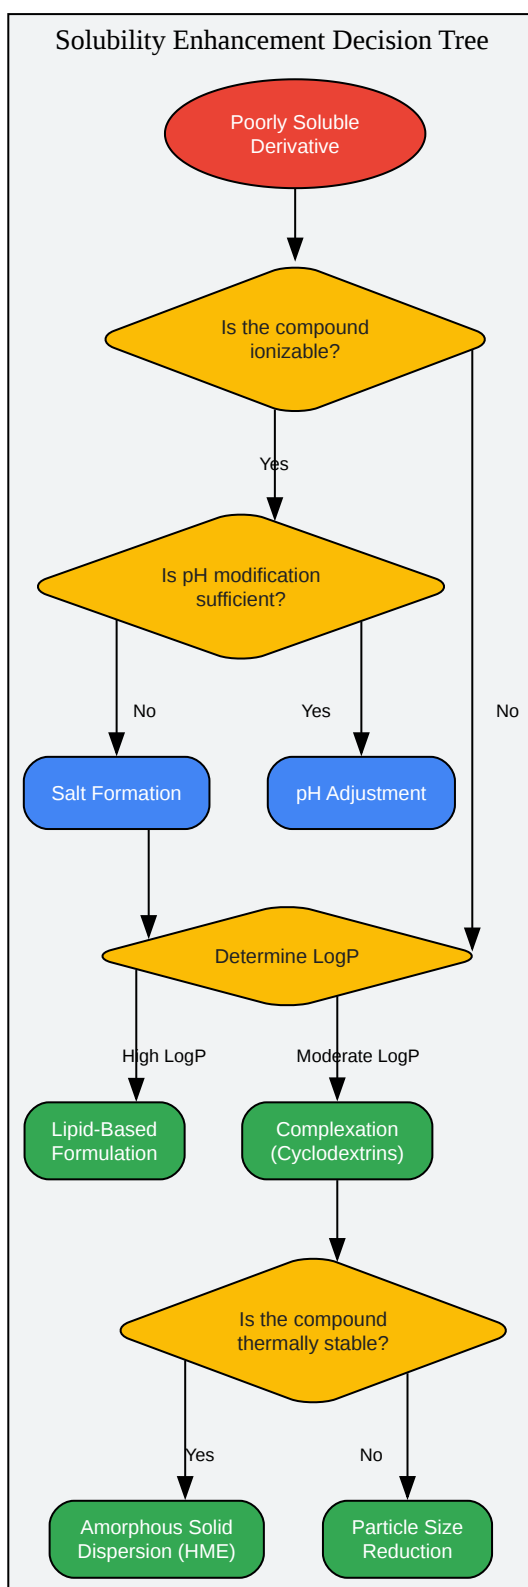 Solubility Enhancement Decision Tree
Poorly Soluble
Derivative
Is the compound
ionizable?
Yes
Is pH modification
sufficient?
No
Yes
No
Salt Formation
pH Adjustment
Determine LogP
High LogP
Moderate LogP
Lipid-Based
Formulation
Complexation
(Cyclodextrins)
Is the compound
thermally stable?
Yes
No
Amorphous Solid
Dispersion (HME)
Particle Size
Reduction